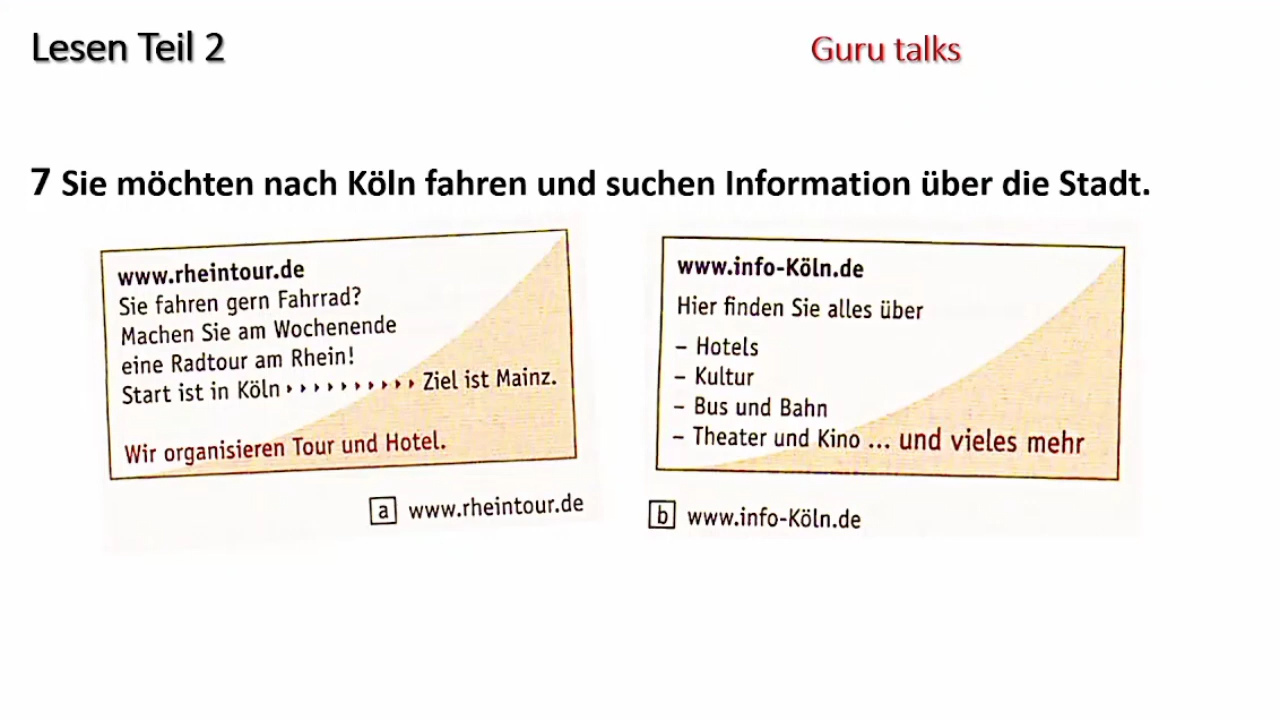 Lesen Teil 2
Guru talks
7 Sie möchten nach Köln fahren und suchen Information über die Stadt.
www.rheintour.de
Sie fahren gern Fahrrad?
Machen Sie am Wochenende
eine Radtour am Rhein!
Start ist in Köln ➤➤➤➤➤➤➤➤➤➤ Ziel ist Mainz.
Wir organisieren Tour und Hotel.
a www.rheintour.de
www.info-Köln.de
Hier finden Sie alles über
– Hotels
– Kultur
– Bus und Bahn
– Theater und Kino ... und vieles mehr
b www.info-Köln.de